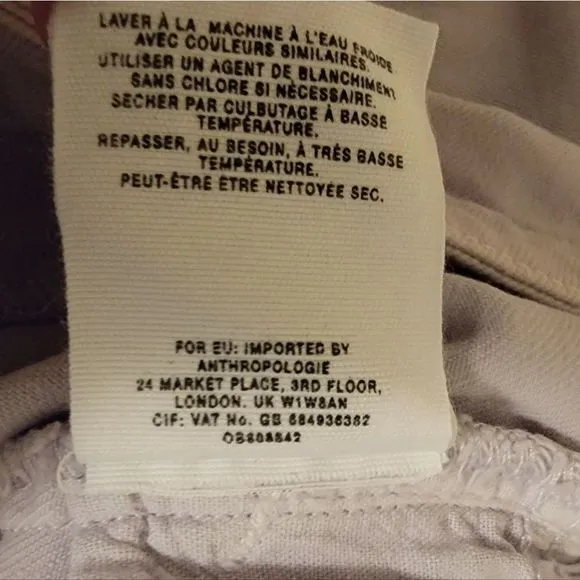 LAVER À LA MACHINE À L'EAU FROIDE
AVEC COULEURS SIMILAIRES.
UTILISER UN AGENT DE BLANCHIMENT
SANS CHLORE SI NÈCESSAIRE.
SECHER PAR CULBUTAGE À BASSE
TEMPÉRATURE.
REPASSER, AU BESOIN, À TRÉS BASSE
TEMPÉRATURE.
PEUT-ÊTRE ÊTRE NETTOYÉE SEC.
FOR EU: IMPORTED BY
ANTHROPOLOGIE
24 MARKET PLACE, 3RD FLOOR,
LONDON. UK W1W8AN
CIF: VAT No. GB 684936382